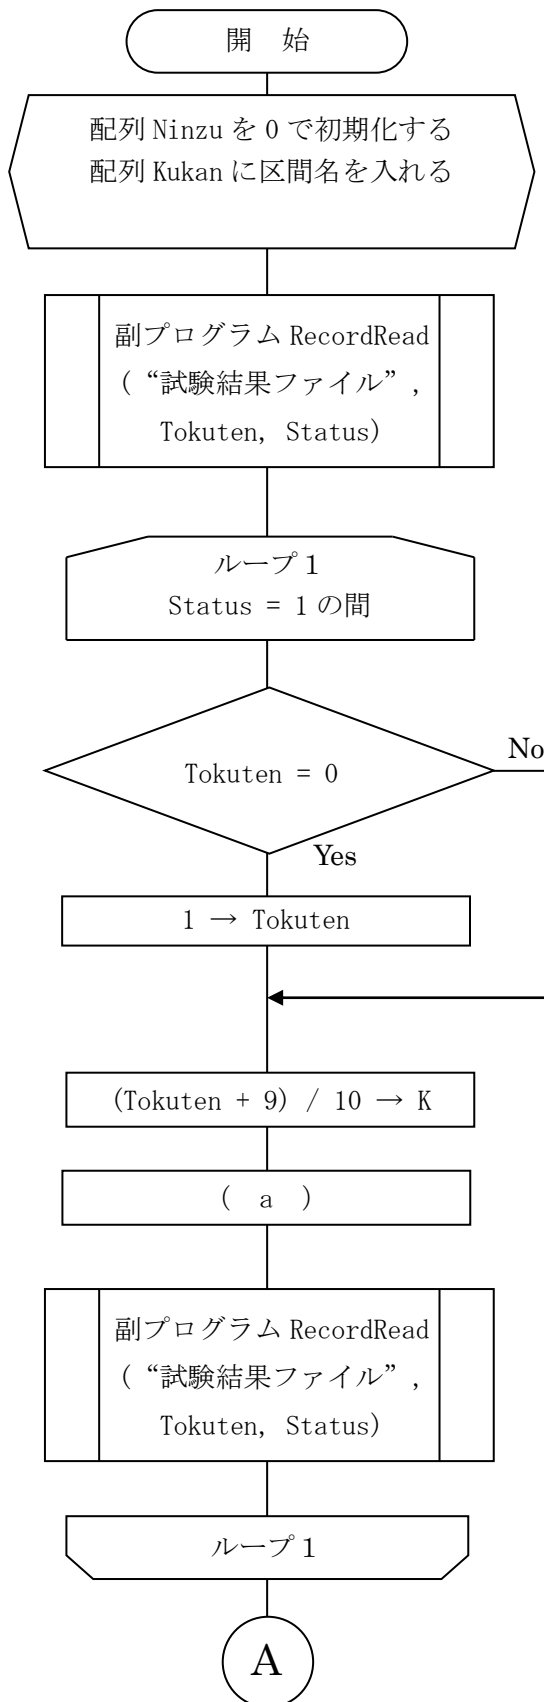 開　始
配列 Ninzu を 0 で初期化する
配列 Kukan に区間名を入れる
副プログラム RecordRead
(“試験結果ファイル”,
Tokuten, Status)
ループ 1
Status = 1 の間
Tokuten = 0
No
Yes
1 → Tokuten
(Tokuten + 9) / 10 → K
(　a　)
副プログラム RecordRead
(“試験結果ファイル”,
Tokuten, Status)
ループ 1
A